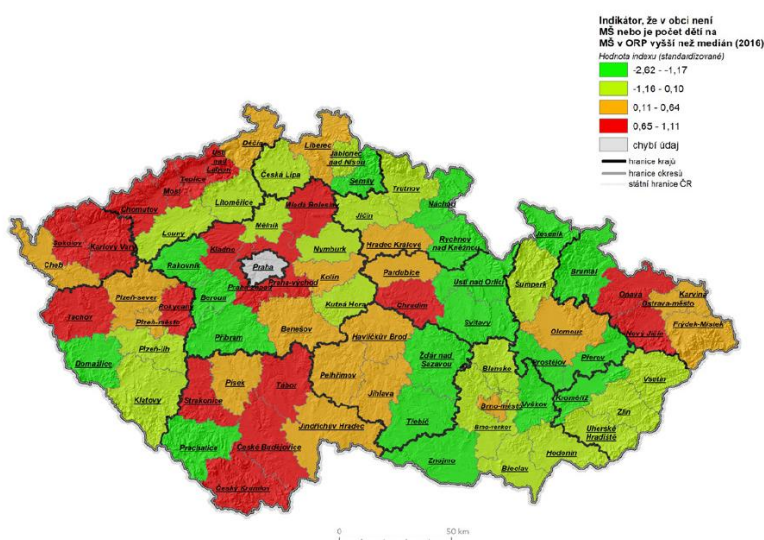 Indikátor, že v obci není
MŠ nebo je počet dětí na
MŠ v ORP vyšší než medián (2016)
Hodnota indexu (standardizované)
-2,62 - -1,17
-1,16 - 0,10
0,11 - 0,64
0,65 - 1,11
chybí údaj
hranice krajů
hranice okresů
státní hranice ČR
Děčín
Liberec
Ústí nad Labem
Jablonec nad Nisou
Teplice
Česká Lípa
Semily
Most
Trutnov
Chomutov
Litoměřice
Mladá Boleslav
Náchod
Jičín
Louny
Mělník
Sokolov
Karlovy Vary
Kladno
Nymburk
Hradec Králové
Rychnov nad Kněžnou
Jeseník
Cheb
Rakovník
Praha
Praha-východ
Kolín
Pardubice
Bruntál
Šumperk
Ústí nad Orlicí
Plzeň-sever
Beroun
Praha-západ
Opava
Karviná
Ostrava-město
Tachov
Rokycany
Kutná Hora
Chrudim
Plzeň-město
Benešov
Svitavy
Olomouc
Nový Jičín
Frýdek-Místek
Příbram
Havlíčkův Brod
Plzeň-jih
Domažlice
Žďár nad Sázavou
Prostějov
Přerov
Blansko
Pelhřimov
Tábor
Písek
Vsetín
Jihlava
Klatovy
Strakonice
Kroměříž
Brno-město
Vyškov
Zlín
Třebíč
Jindřichův Hradec
Brno-venkov
Uherské Hradiště
Prachatice
České Budějovice
Hodonín
Znojmo
Břeclav
Český Krumlov
0
50 km